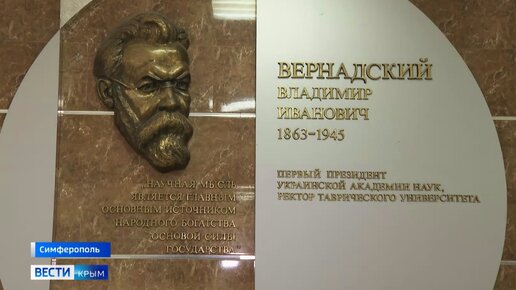 ВЕРНАДСКИЙ
ВЛАДИМИР
ИВАНОВИЧ
1863-1945
ПЕРВЫЙ ПРЕЗИДЕНТ
УКРАИНСКОЙ АКАДЕМИИ НАУК,
РЕКТОР ТАВРИЧЕСКОГО УНИВЕРСИТЕТА
"НАУЧНАЯ МЫСЛЬ
ЯВЛЯЕТСЯ ГЛАВНЫМ
ОСНОВНЫМ ИСТОЧНИКОМ
НАРОДНОГО БОГАТСТВА
ОСНОВОЙ СИЛЫ
ГОСУДАРСТВА"
Симферополь
ВЕСТИ КРЫМ